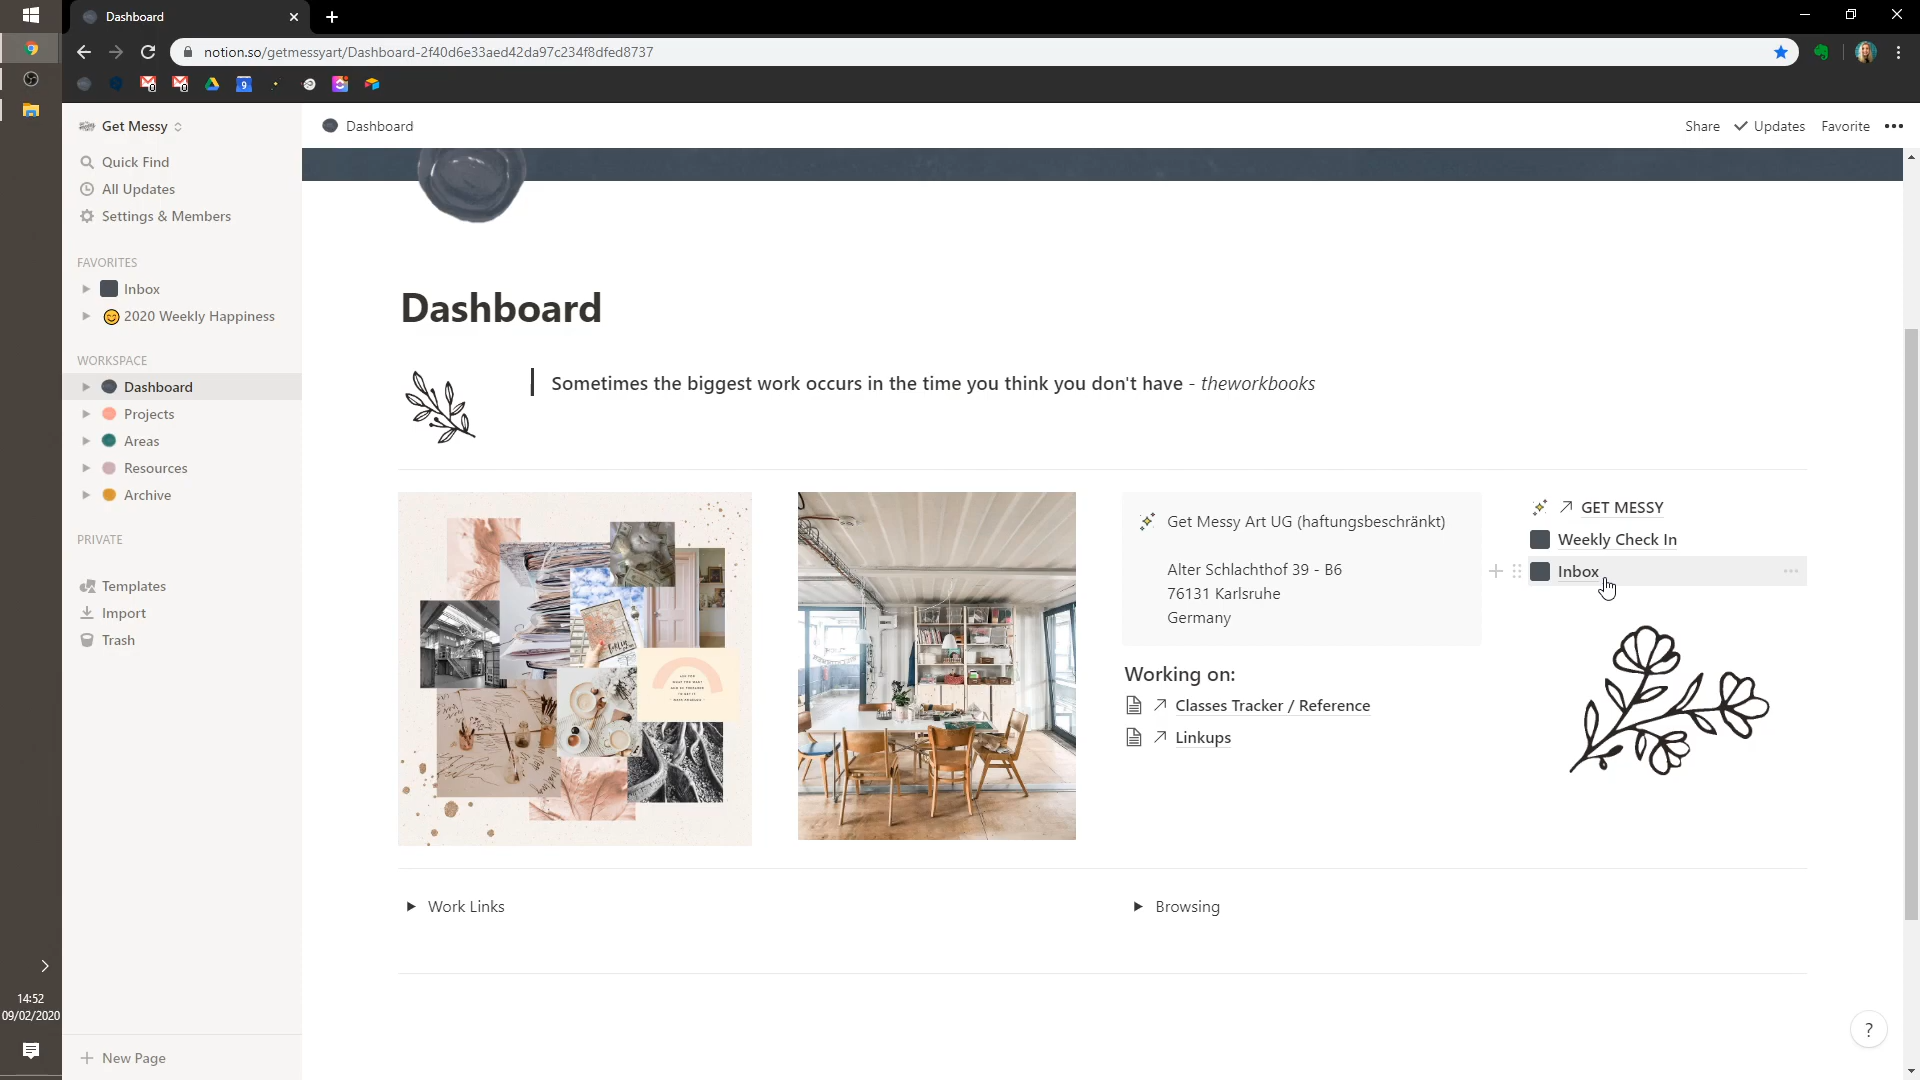 Dashboard
notion.so/getmessyart/Dashboard-2f40d6e33aed42da97c234f8dfed8737
0
0
9
Get Messy
Quick Find
All Updates
Settings & Members
FAVORITES
Inbox
2020 Weekly Happiness
WORKSPACE
Dashboard
Projects
Areas
Resources
Archive
PRIVATE
Templates
Import
Trash
New Page
14:52
09/02/2020
Dashboard
Share
Updates
Favorite
Dashboard
Sometimes the biggest work occurs in the time you think you don't have - theworkbooks
Get Messy Art UG (haftungsbeschränkt)
Alter Schlachthof 39 - B6
76131 Karlsruhe
Germany
Working on:
Classes Tracker / Reference
Linkups
GET MESSY
Weekly Check In
Inbox
Work Links
Browsing
?